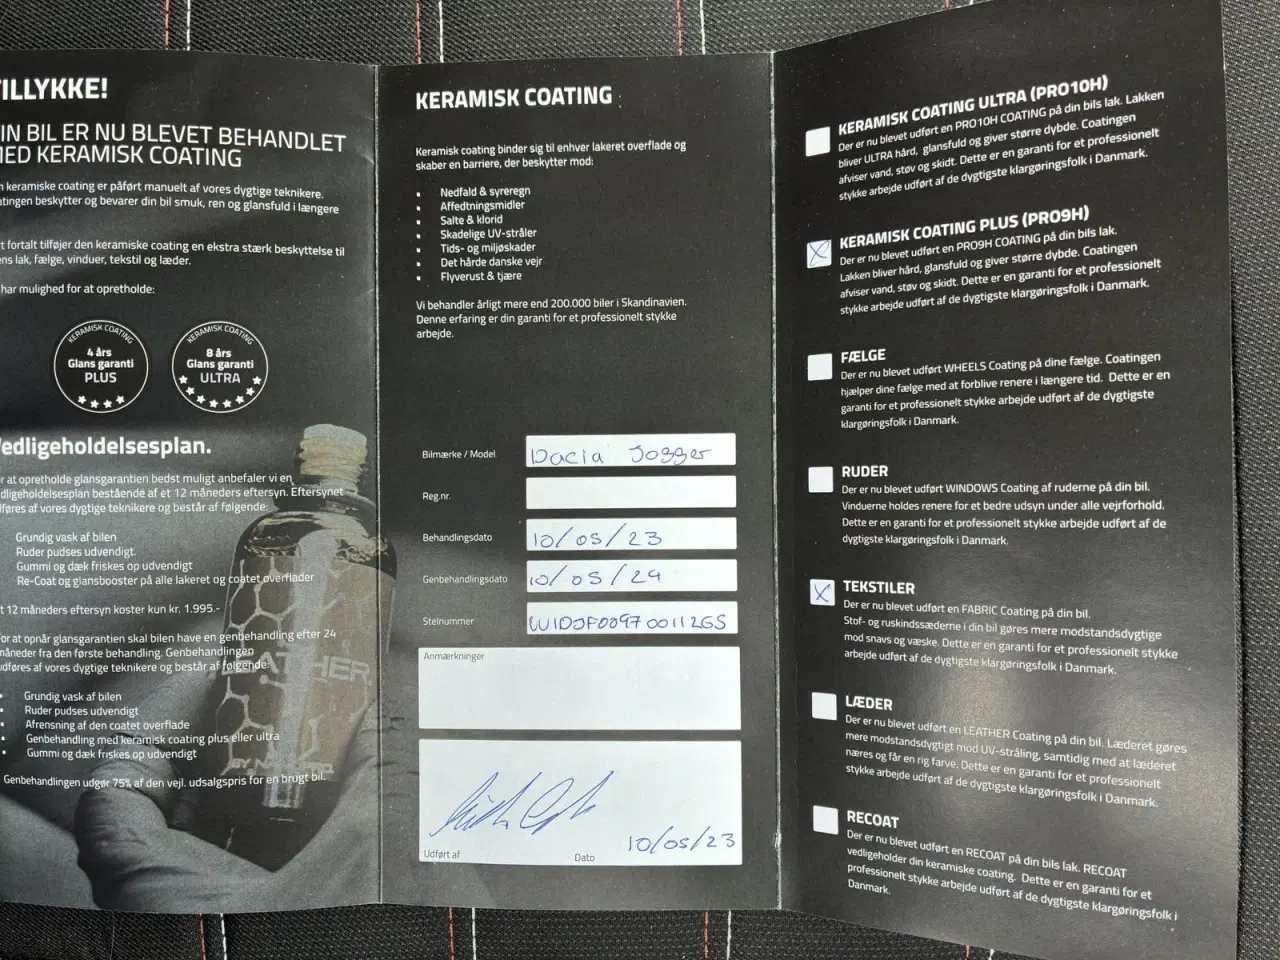 TILLYKKE!
DIN BIL ER NU BLEVET BEHANDLET
MED KERAMISK COATING
keramiske coating er påført manuelt af vores dygtige teknikere.
beskytter og bevarer din bil smuk, ren og glansfuld i længere
fortalt tilføjer den keramiske coating en ekstra stærk beskyttelse til
lak, fælge, vinduer, tekstil og læder.
har mulighed for at opretholde:
KERAMISK COATING
4 års
Glans garanti
PLUS
KERAMISK COATING
8 års
Glans garanti
ULTRA
Vedligeholdelsesplan.
at opretholde glansgarantien bedst muligt anbefaler vi en
vedligeholdelsesplan bestående af et 12 måneders eftersyn. Eftersynet
udføres af vores dygtige teknikere og består af følgende:
Grundig vask af bilen
Ruder pudses udvendigt.
Gummi og dæk friskes op udvendigt
Re-Coat og glansbooster på alle lakeret og coatet overflader
12 måneders eftersyn koster kun kr. 1.995.-
For at opnår glansgarantien skal bilen have en genbehandling efter 24
måneder fra den første behandling. Genbehandlingen
udføres af vores dygtige teknikere og består af følgende:
Grundig vask af bilen
▪ Ruder pudses udvendigt
▪ Afrensning af den coatet overflade
▪ Genbehandling med keramisk coating plus eller ultra
▪ Gummi og dæk friskes op udvendigt
Genbehandlingen udgør 75% af den vejl. udsalgspris for en brugt bil.
LEATHER
KERAMISK COATING
Keramisk coating binder sig til enhver lakeret overflade og
skaber en barriere, der beskytter mod:
▪ Nedfald & syreregn
▪ Affedtningsmidler
▪ Salte & klorid
▪ Skadelige UV-stråler
▪ Tids- og miljøskader
▪ Det hårde danske vejr
▪ Flyverust & tjære
Vi behandler årligt mere end 200.000 biler i Skandinavien.
Denne erfaring er din garanti for et professionelt stykke
arbejde.
Bilmærke / Model Dacia Jogger
Reg.nr.
Behandlingsdato 10/05/23
Genbehandlingsdato 10/05/24
Stelnummer
Anmærkninger
10/05/23
Udført af Dato
KERAMISK COATING ULTRA (PRO10H)
Der er nu blevet udført en PRO10H COATING på din bils lak. Lakken
bliver ULTRA hård, glansfuld og giver større dybde. Coatingen
afviser vand, støv og skidt. Dette er en garanti for et professionelt
stykke arbejde udført af de dygtigste klargøringsfolk i Danmark.
X KERAMISK COATING PLUS (PRO9H)
Der er nu blevet udført en PRO9H COATING på din bils lak.
Lakken bliver hård, glansfuld og giver større dybde. Coatingen
afviser vand, støv og skidt. Dette er en garanti for et professionelt
stykke arbejde udført af de dygtigste klargøringsfolk i Danmark.
FÆLGE
Der er nu blevet udført WHEELS Coating på dine fælge. Coatingen
hjælper dine fælge med at forblive renere i længere tid. Dette er en
garanti for et professionelt stykke arbejde udført af de dygtigste
klargøringsfolk i Danmark.
RUDER
Der er nu blevet udført WINDOWS Coating af ruderne på din bil.
Vinduerne holdes renere for et bedre udsyn under alle vejrforhold.
Dette er en garanti for et professionelt stykke arbejde udført af de
dygtigste klargøringsfolk i Danmark.
X TEKSTILER
Der er nu blevet udført en FABRIC Coating på din bil.
Stof- og ruskindssæderne i din bil gøres mere modstandsdygtige
mod snavs og væske. Dette er en garanti for et professionelt stykke
arbejde udført af de dygtigste klargøringsfolk i Danmark.
LÆDER
Der er nu blevet udført en LEATHER Coating på din bil. Læderet gøres
mere modstandsdygtigt mod UV-stråling, samtidig med at læderet
næres og får en rig farve. Dette er en garanti for et professionelt
stykke arbejde udført af de dygtigste klargøringsfolk i Danmark.
RECOAT
Der er nu blevet udført en RECOAT på din bils lak. RECOAT
vedligeholder din keramiske coating. Dette er en garanti for et
professionelt stykke arbejde udført af de dygtigste klargøringsfolk i
Danmark.